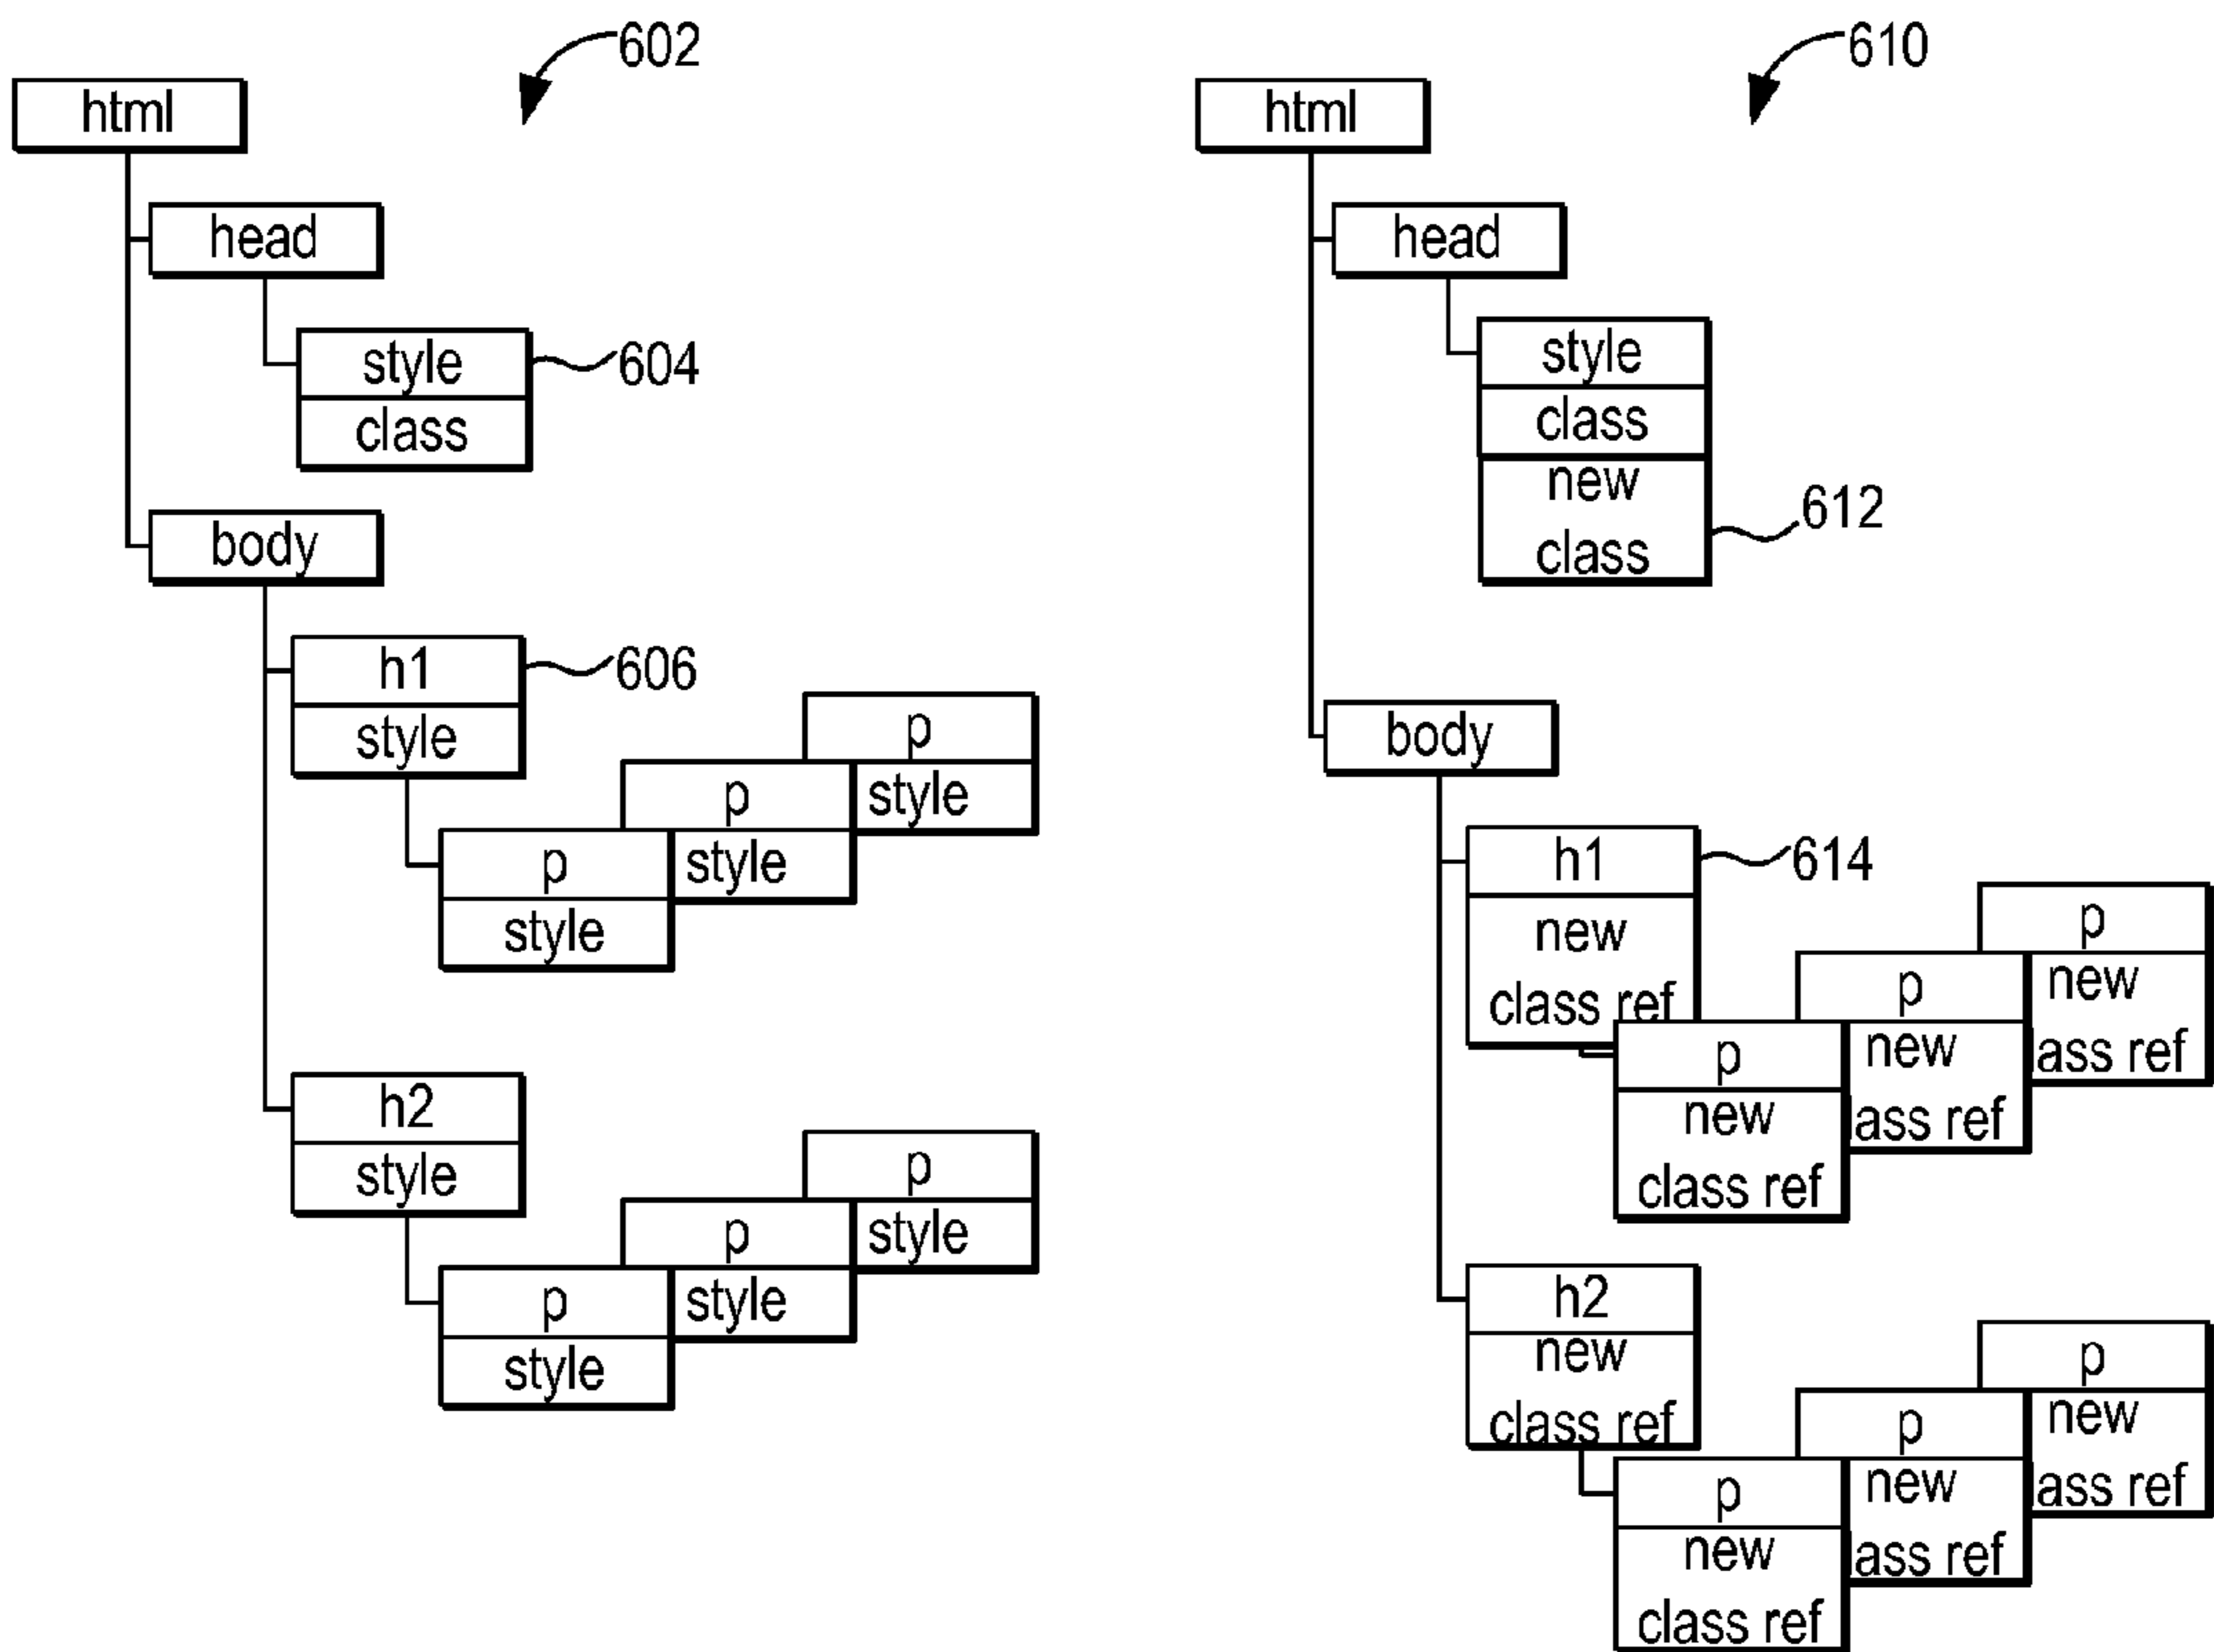 602
html
head
style
604
class
body
h1
606
style
p
style
p
style
p
style
h2
style
p
style
p
style
p
style
610
html
head
style
class
new
class
612
body
h1
614
new
class ref
p
new
ass ref
p
new
ass ref
p
new
class ref
h2
new
class ref
p
new
ass ref
p
new
ass ref
p
new
class ref